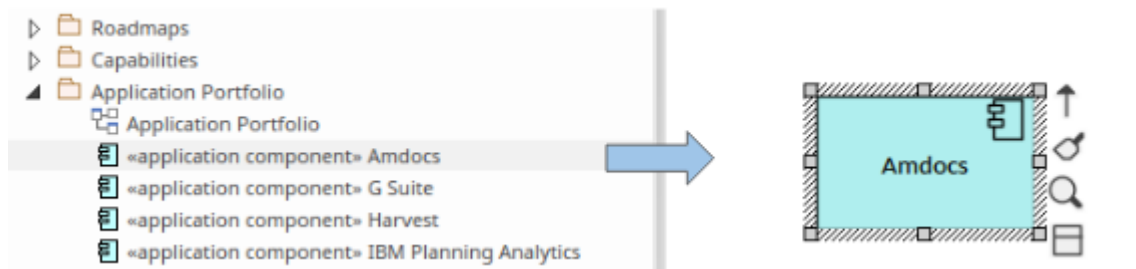 Roadmaps
Capabilities
Application Portfolio
Application Portfolio
«application component» Amdocs
«application component» G Suite
«application component» Harvest
«application component» IBM Planning Analytics
Amdocs